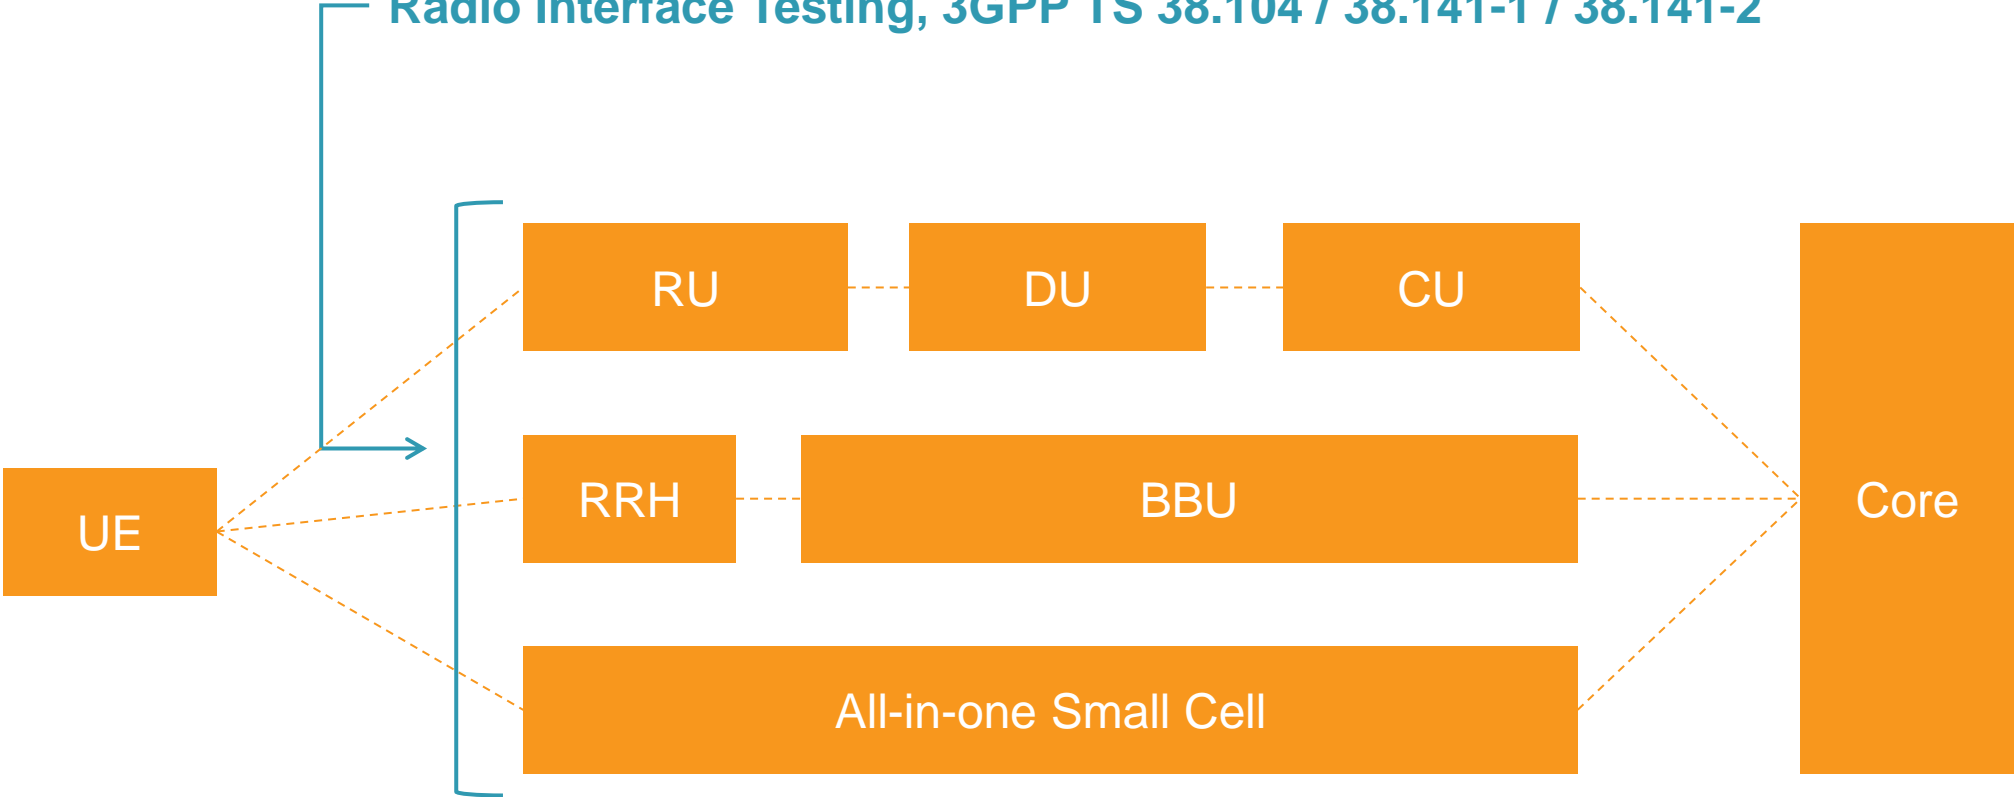 Radio Interface Testing, 3GPP TS 38.104 / 38.141-1 / 38.141-2
RU
DU
CU
UE
RRH
BBU
Core
All-in-one Small Cell